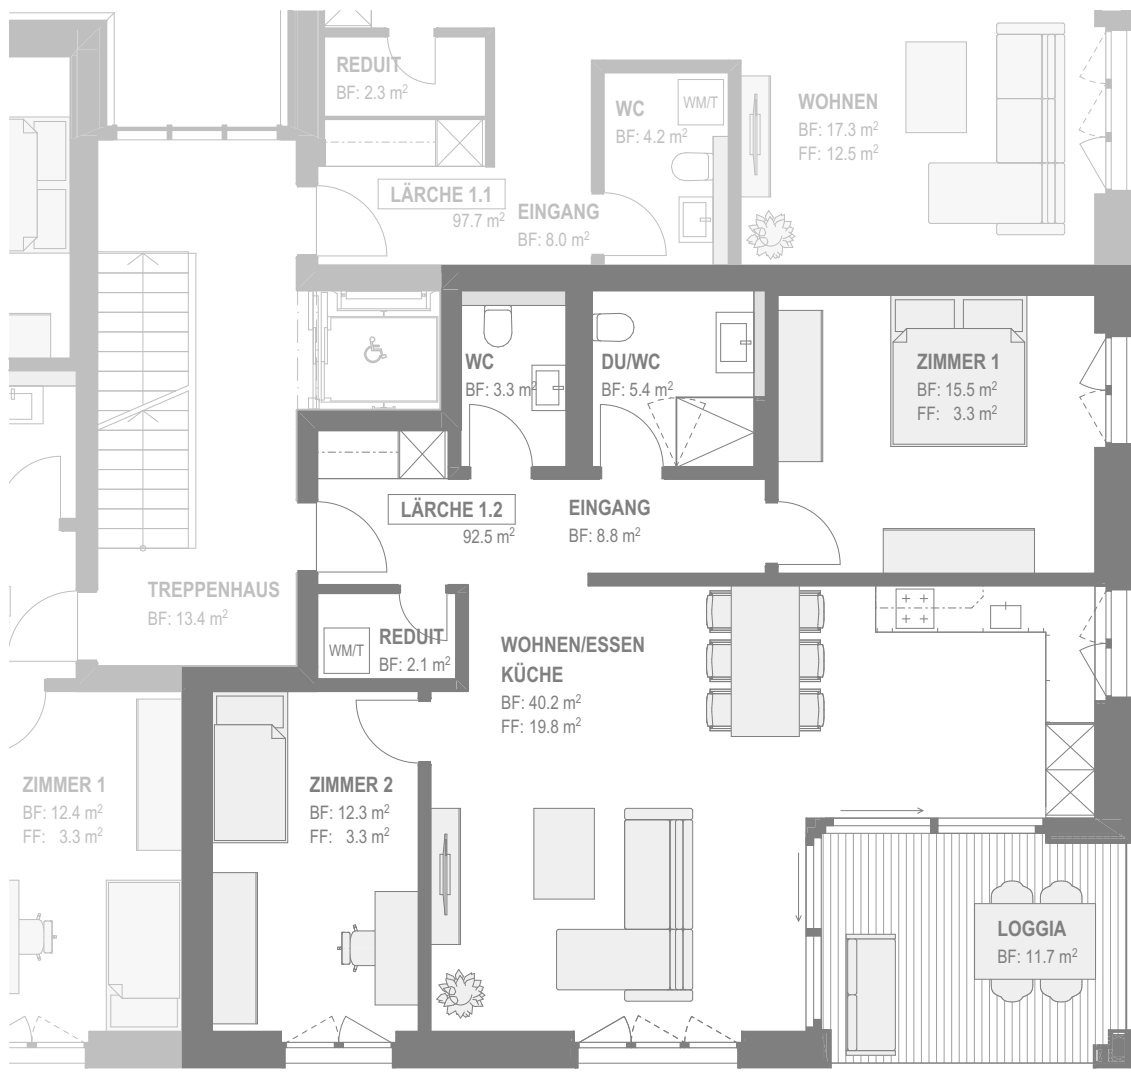 REDUIT
BF: 2.3 m²
WC
BF: 4.2 m²
WM/T
WOHNEN
BF: 17.3 m²
FF: 12.5 m²
LÄRCHE 1.1
97.7 m²
EINGANG
BF: 8.0 m²
WC
BF: 3.3 m²
DU/WC
BF: 5.4 m²
ZIMMER 1
BF: 15.5 m²
FF: 3.3 m²
LÄRCHE 1.2
92.5 m²
EINGANG
BF: 8.8 m²
TREPPENHAUS
BF: 13.4 m²
WM/T
REDUIT
BF: 2.1 m²
WOHNEN/ESSEN
KÜCHE
BF: 40.2 m²
FF: 19.8 m²
ZIMMER 1
BF: 12.4 m²
FF: 3.3 m²
ZIMMER 2
BF: 12.3 m²
FF: 3.3 m²
LOGGIA
BF: 11.7 m²